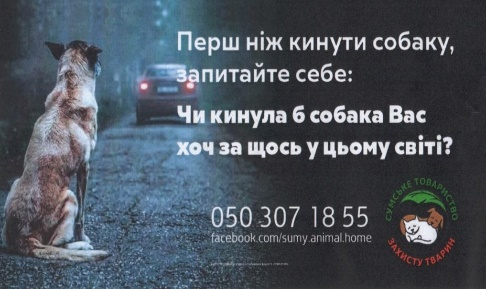 Перш ніж кинути собаку,
запитайте себе:
Чи кинула б собака Вас
хоч за щось у цьому світі?
050 307 18 55
facebook.com/sumy.animal.home
СУМСЬКЕ ТОВАРИСТВО
ЗАХИСТУ ТВАРИН